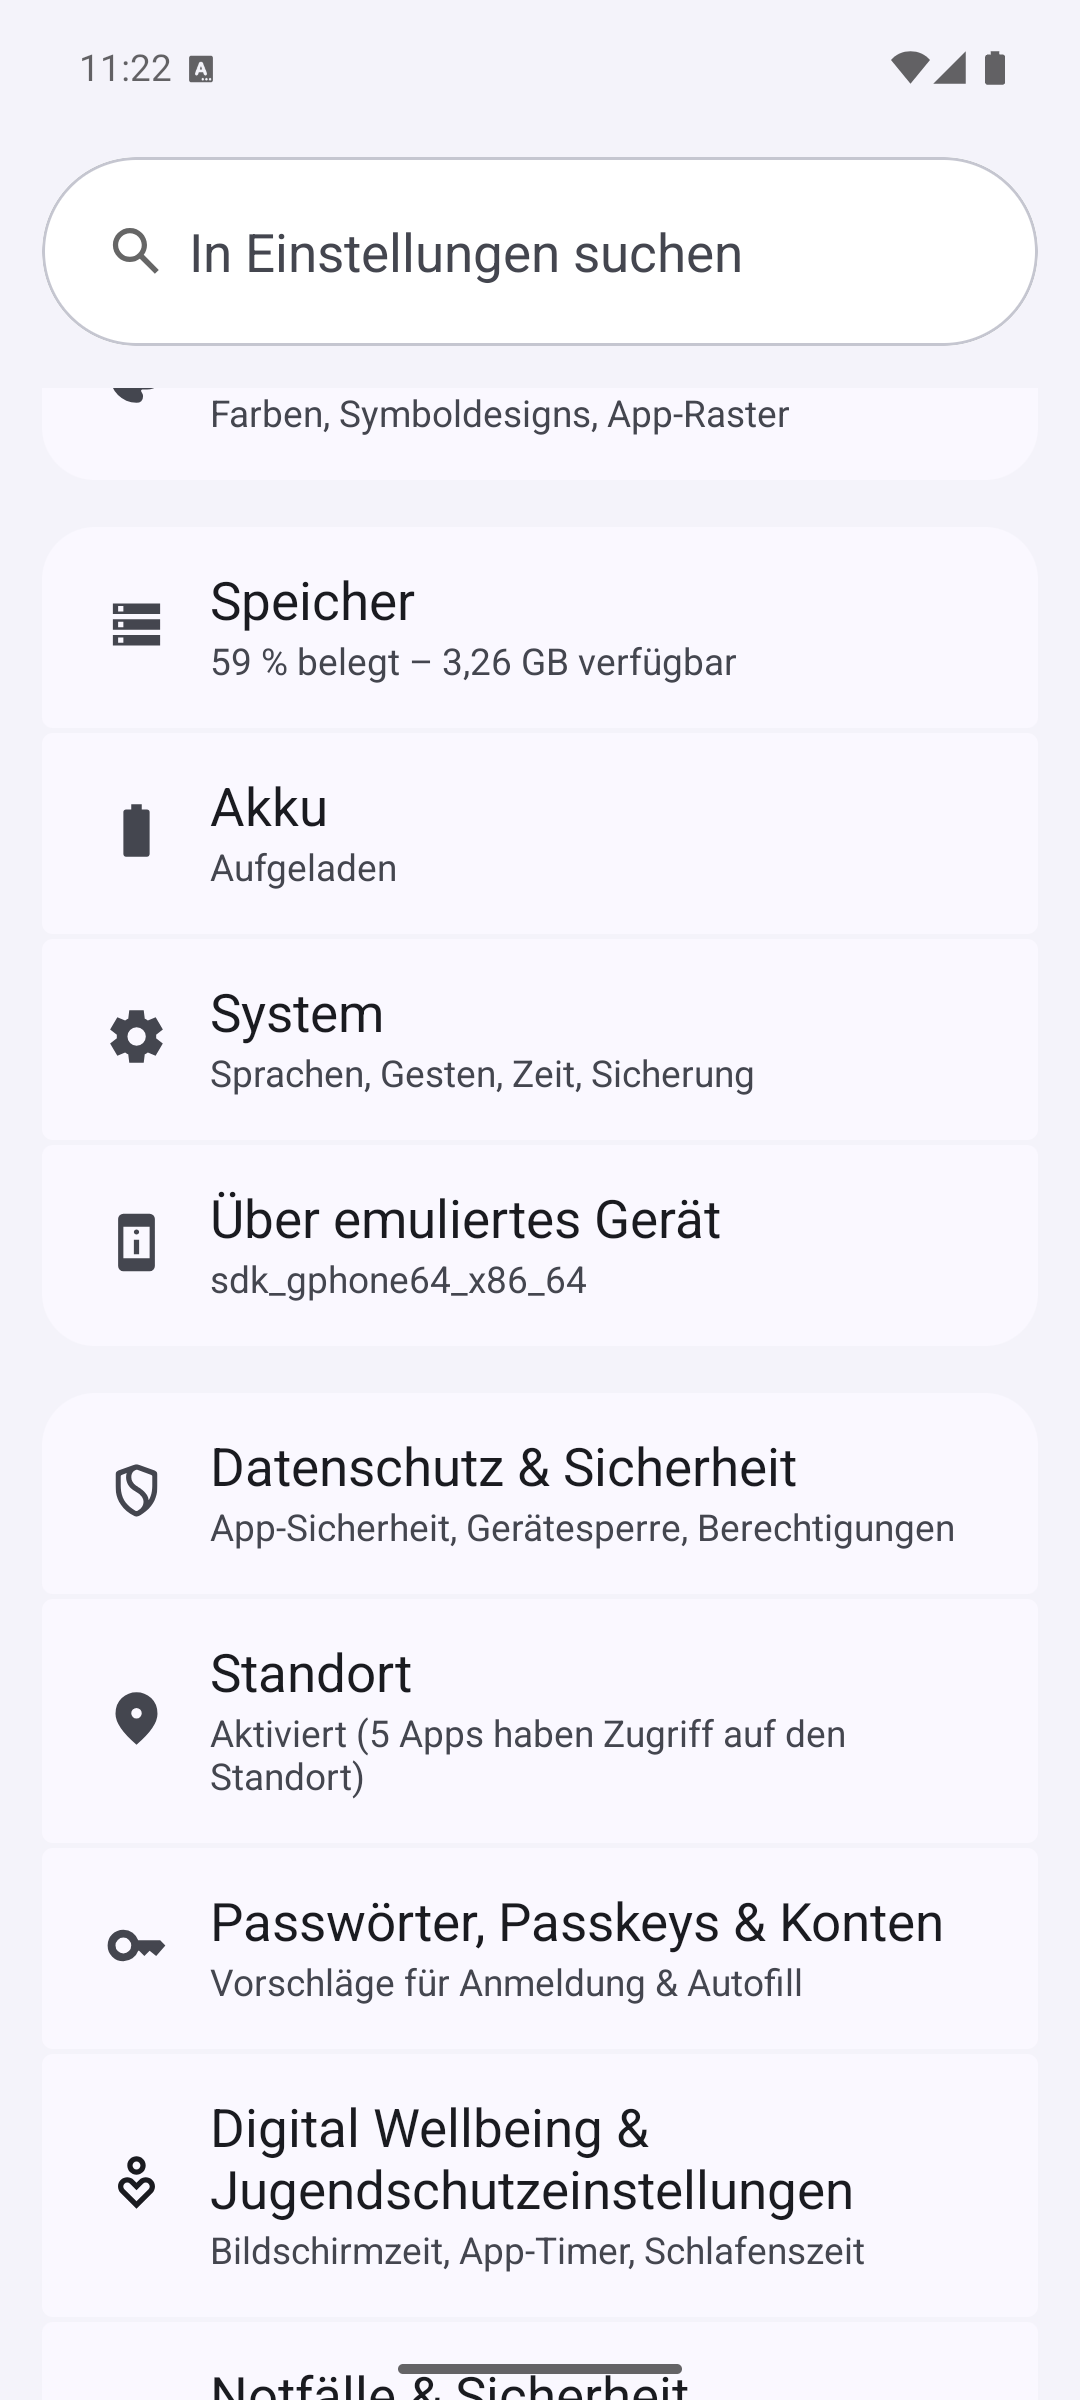 11:22
In Einstellungen suchen
Farben, Symboldesigns, App-Raster
Speicher
59 % belegt – 3,26 GB verfügbar
Akku
Aufgeladen
System
Sprachen, Gesten, Zeit, Sicherung
Über emuliertes Gerät
sdk_gphone64_x86_64
Datenschutz & Sicherheit
App-Sicherheit, Gerätesperre, Berechtigungen
Standort
Aktiviert (5 Apps haben Zugriff auf den
Standort)
Passwörter, Passkeys & Konten
Vorschläge für Anmeldung & Autofill
Digital Wellbeing &
Jugendschutzeinstellungen
Bildschirmzeit, App-Timer, Schlafenszeit
Notfälle & Sicherheit